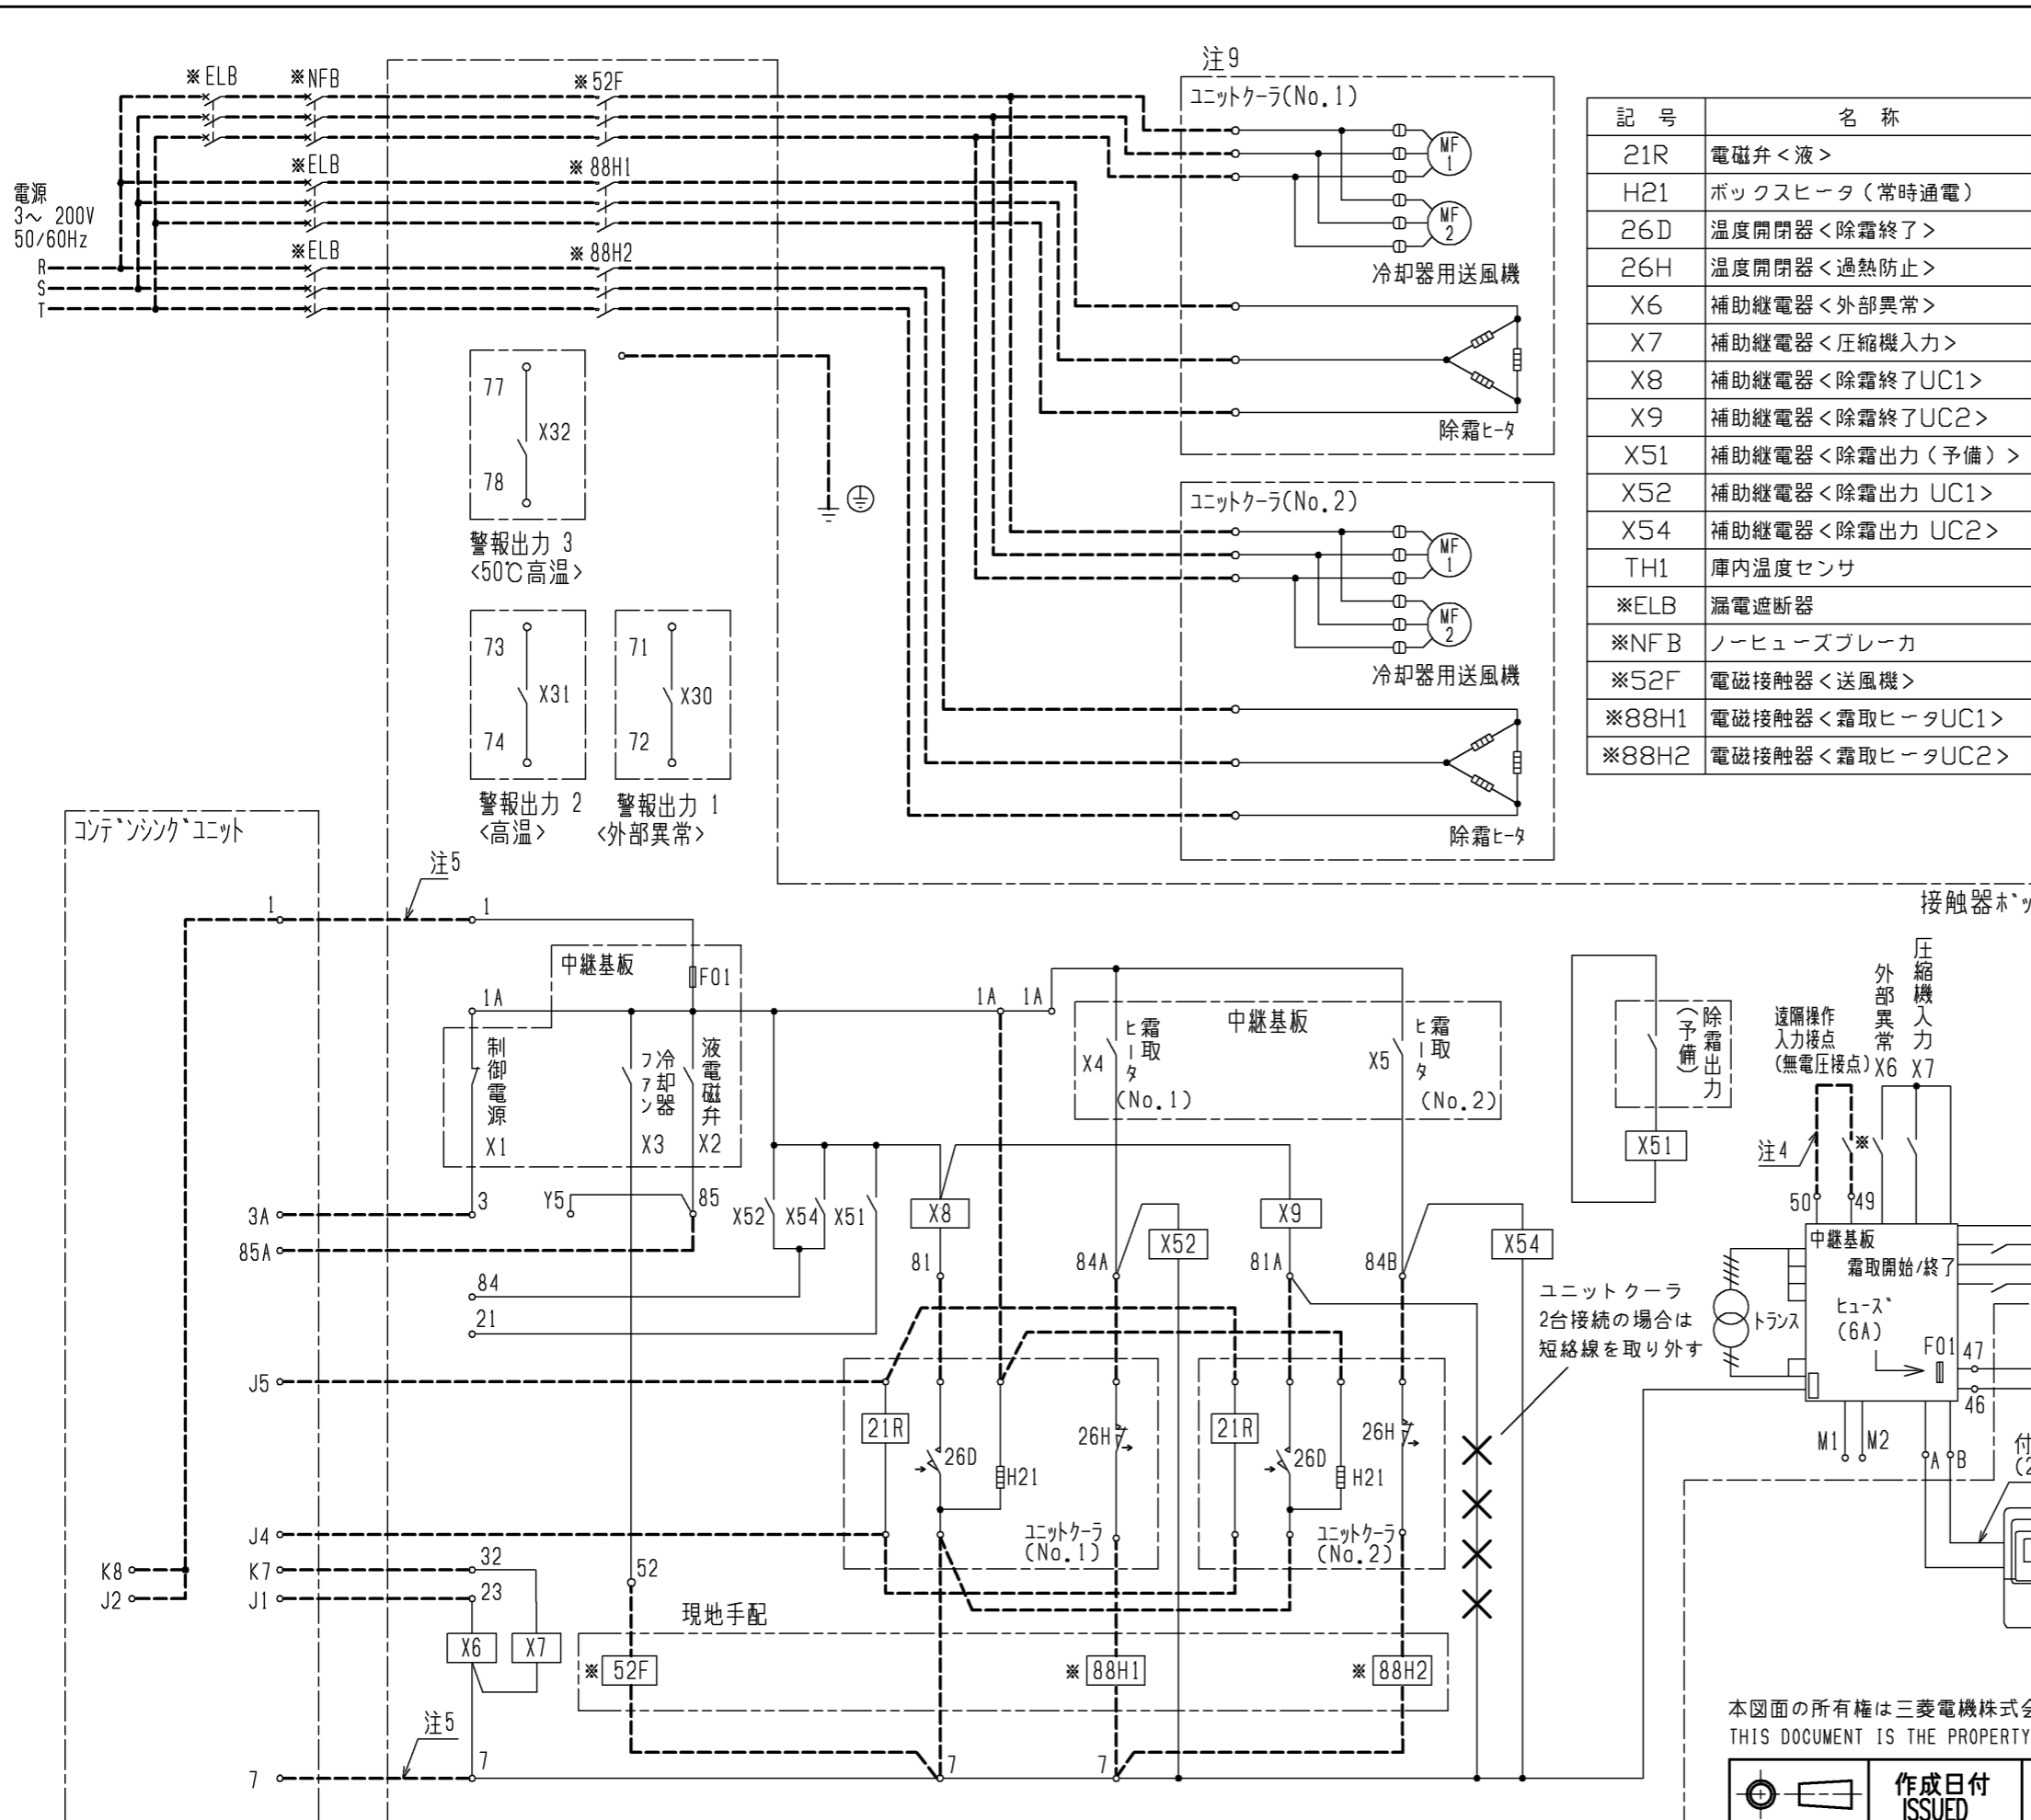 ※ELB
※NFB
※52F
※ELB
※88H1
※ELB
※88H2
電源
3～ 200V
50/60Hz
R
S
T
注9
ユニットクーラ(No.1)
MF
1
MF
2
冷却器用送風機
除霜ヒータ
ユニットクーラ(No.2)
MF
1
MF
2
冷却器用送風機
除霜ヒータ
記 号 名 称
21R 電磁弁＜液＞
H21 ボックスヒータ（常時通電）
26D 温度開閉器＜除霜終了＞
26H 温度開閉器＜過熱防止＞
X6 補助継電器＜外部異常＞
X7 補助継電器＜圧縮機入力＞
X8 補助継電器＜除霜終了UC1＞
X9 補助継電器＜除霜終了UC2＞
X51 補助継電器＜除霜出力（予備）＞
X52 補助継電器＜除霜出力 UC1＞
X54 補助継電器＜除霜出力 UC2＞
TH1 庫内温度センサ
※ELB 漏電遮断器
※NFB ノーヒューズブレーカ
※52F 電磁接触器＜送風機＞
※88H1 電磁接触器＜霜取ヒータUC1＞
※88H2 電磁接触器＜霜取ヒータUC2＞
77
X32
78
警報出力 3
<50℃高温>
73
X31
74
警報出力 2
<高温>
71
X30
72
警報出力 1
<外部異常>
コンデンシングユニット
注5
1
1
中継基板
F01
1A
1A
1A
制御電源
X1
冷却器ファン
X3
液電磁弁
X2
中継基板
X4
霜取ヒータ
(No.1)
X5
霜取ヒータ
(No.2)
接触器ボッ
除霜出力
(予備)
X51
遠隔操作
入力接点
(無電圧接点)
外部異常
X6
圧縮機入力
X7
注4
※
50
49
3A
3
Y5
85
85A
X52
X54
X51
X8
X52
X9
X54
84
21
81
84A
81A
84B
ユニットクーラ
2台接続の場合は
短絡線を取り外す
トランス
中継基板
霜取開始/終了
ヒューズ
(6A)
F01
47
46
M1
M2
A
B
付
(2
J5
21R
26D
H21
26H
ユニットクーラ
(No.1)
21R
26D
H21
26H
ユニットクーラ
(No.2)
J4
K8
J2
K7
J1
32
23
X6
X7
52
現地手配
※ 52F
※ 88H1
※ 88H2
注5
7
7
7
7
本図面の所有権は三菱電機株式会
THIS DOCUMENT IS THE PROPERTY
作成日付
ISSUED